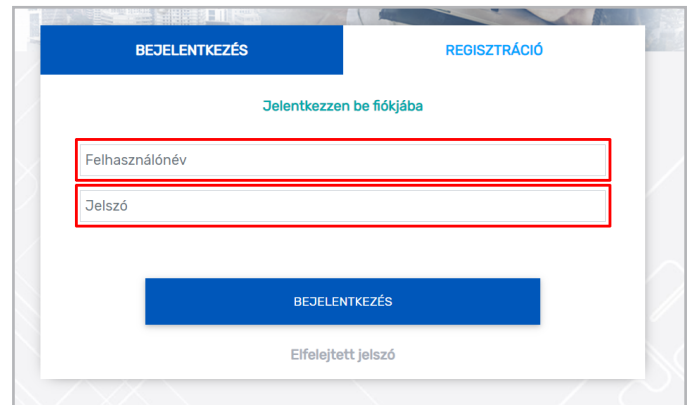 BEJELENTKEZÉS REGISZTRÁCIÓ
Jelentkezzen be fiókjába
Felhasználónév
Jelszó
BEJELENTKEZÉS
Elfelejtett jelszó